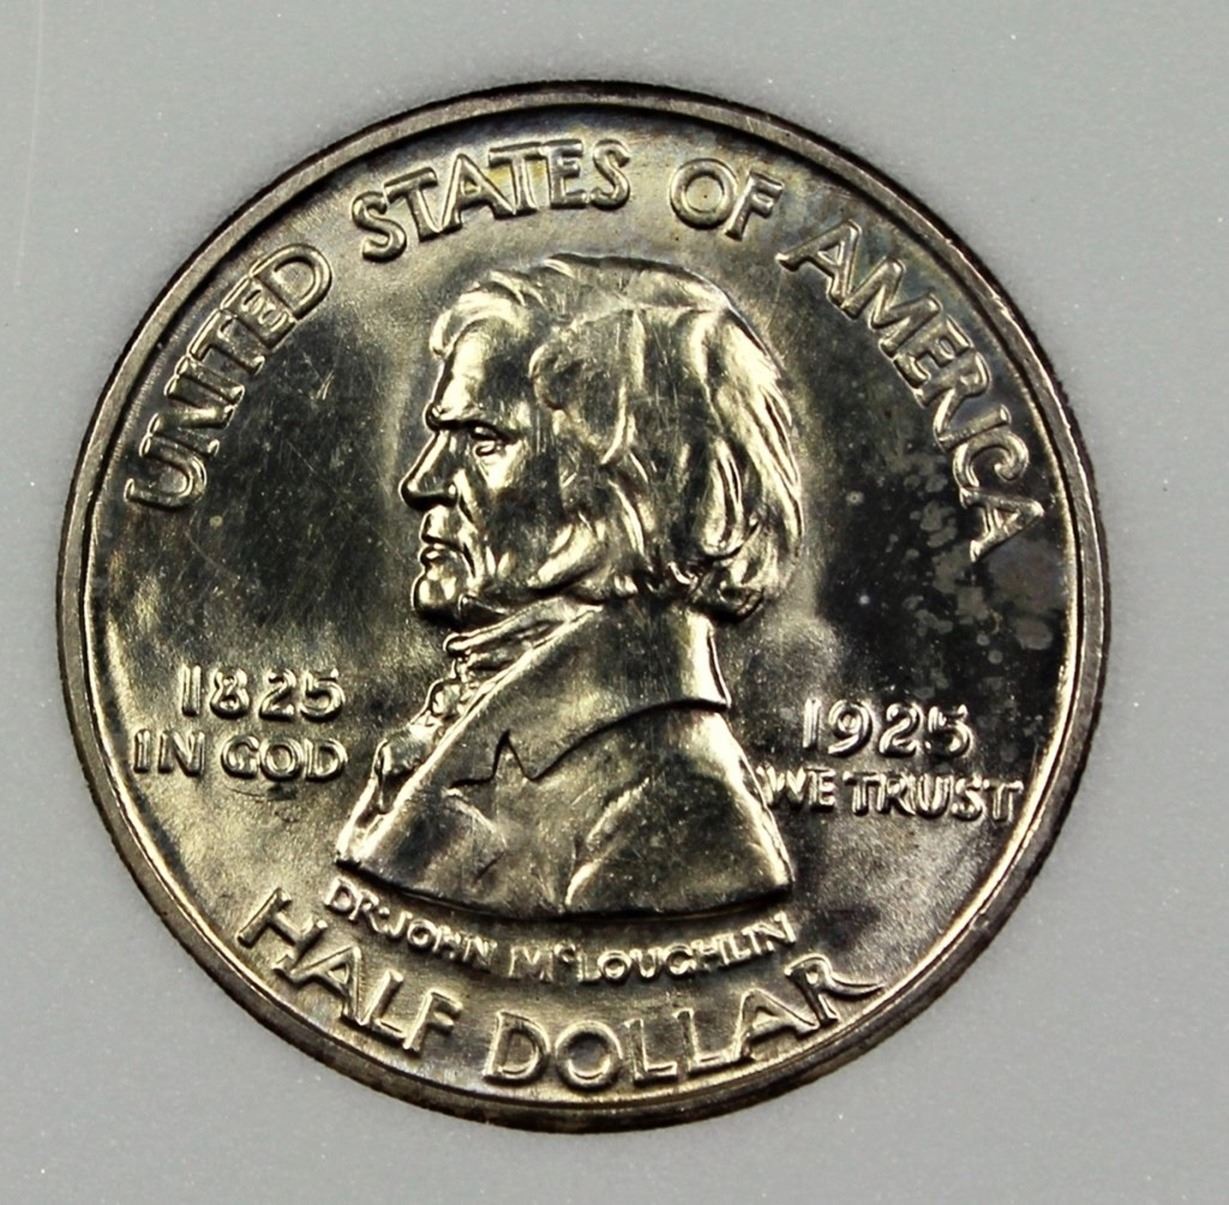 UNITED STATES OF AMERICA
1825
IN GOD
1925
WE TRUST
DR. JOHN McLOUGHLIN
HALF DOLLAR